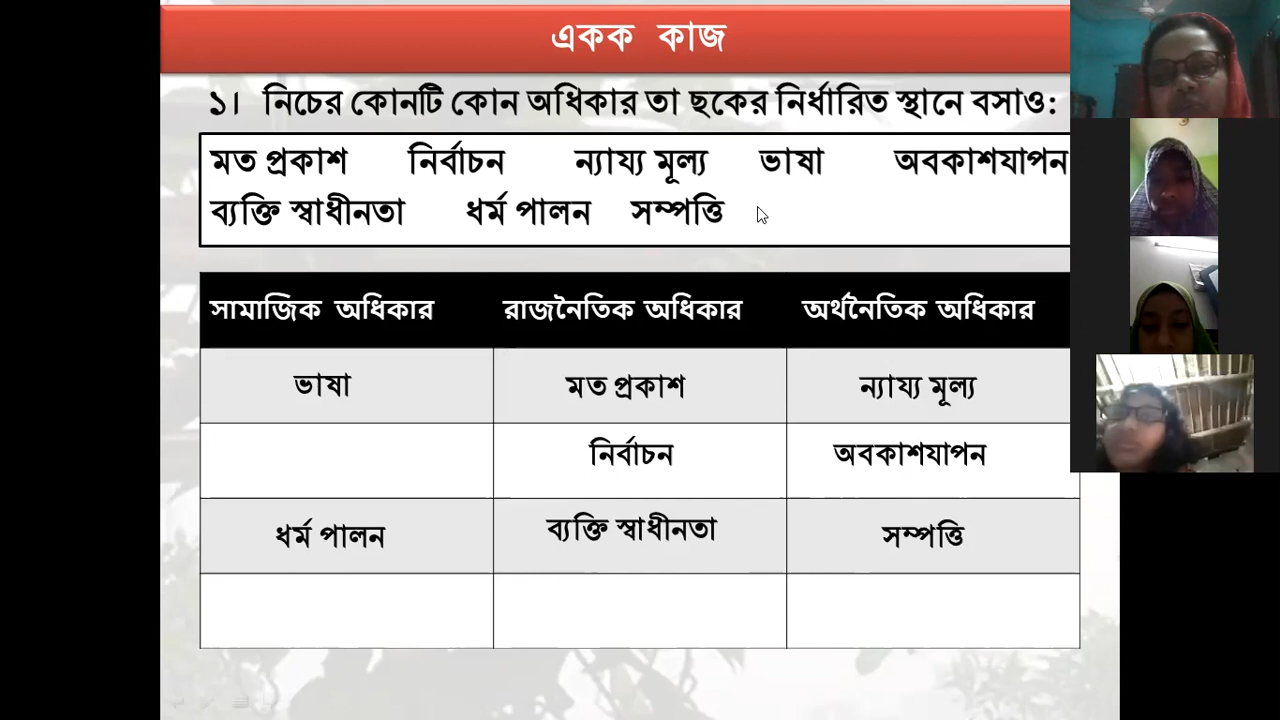 একক কাজ
১। নিচের কোনটি কোন অধিকার তা ছকের নির্ধারিত স্থানে বসাও:
মত প্রকাশ নির্বাচন ন্যায্য মূল্য ভাষা অবকাশযাপন
ব্যক্তি স্বাধীনতা ধর্ম পালন সম্পত্তি
সামাজিক অধিকার রাজনৈতিক অধিকার অর্থনৈতিক অধিকার
ভাষা মত প্রকাশ ন্যায্য মূল্য
নির্বাচন অবকাশযাপন
ধর্ম পালন ব্যক্তি স্বাধীনতা সম্পত্তি